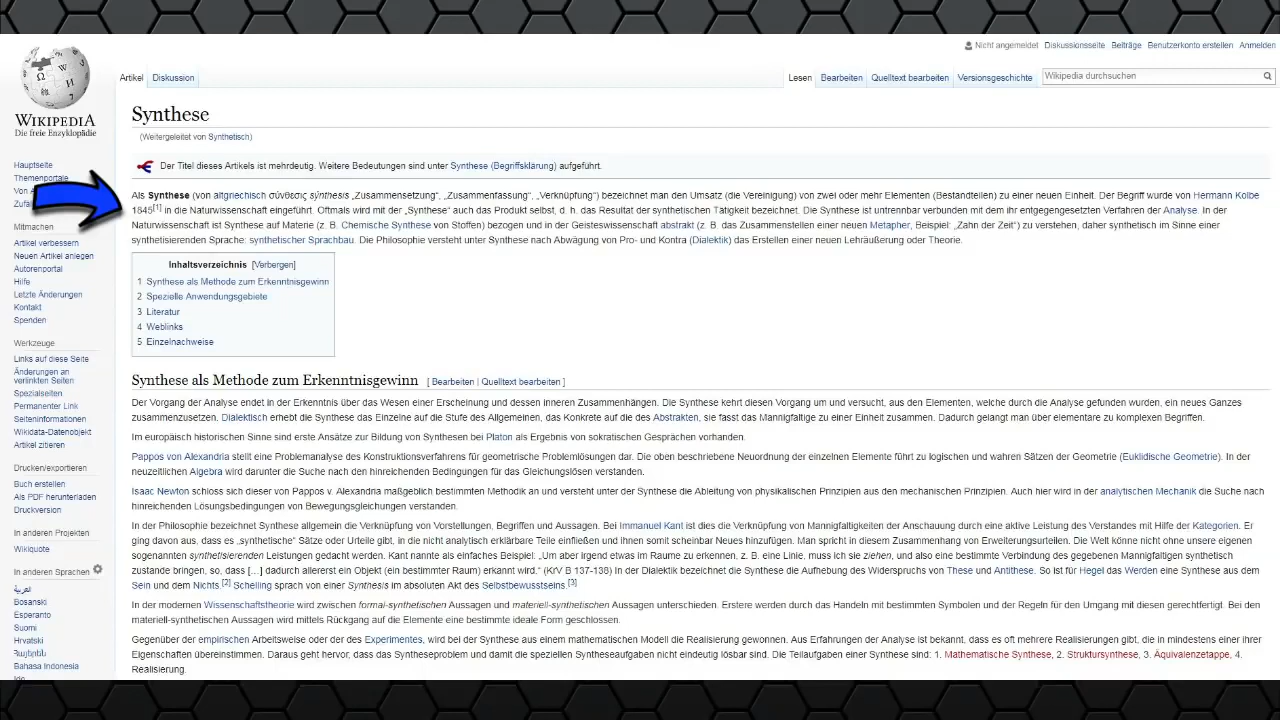 Nicht angemeldet Diskussionsseite Beiträge Benutzerkonto erstellen Anmelden
Artikel Diskussion Lesen Bearbeiten Quelltext bearbeiten Versionsgeschichte Wikipedia durchsuchen
WIKIPEDIA
Die freie Enzyklopädie
Hauptseite
Themenportale
Von
Zufäl
Mitmachen
Artikel verbessern
Neuen Artikel anlegen
Autorenportal
Hilfe
Letzte Änderungen
Kontakt
Spenden
Werkzeuge
Links auf diese Seite
Änderungen an
verlinkten Seiten
Spezialseiten
Permanenter Link
Seiteninformationen
Wikidata-Datenobjekt
Artikel zitieren
Drucken/exportieren
Buch erstellen
Als PDF herunterladen
Druckversion
In anderen Projekten
Wikiquote
In anderen Sprachen
العربية
Bosanski
Esperanto
Suomi
Hrvatski
Հայերեն
Bahasa Indonesia
Ido
Synthese
(Weitergeleitet von Synthetisch)
Der Titel dieses Artikels ist mehrdeutig. Weitere Bedeutungen sind unter Synthese (Begriffsklärung) aufgeführt.
Als Synthese (von altgriechisch σύνθεσις sýnthesis „Zusammensetzung“, „Zusammenfassung“, „Verknüpfung“) bezeichnet man den Umsatz (die Vereinigung) von zwei oder mehr Elementen (Bestandteilen) zu einer neuen Einheit. Der Begriff wurde von Hermann Kolbe
1845[1] in die Naturwissenschaft eingeführt. Oftmals wird mit der „Synthese“ auch das Produkt selbst, d. h. das Resultat der synthetischen Tätigkeit bezeichnet. Die Synthese ist untrennbar verbunden mit dem ihr entgegengesetzten Verfahren der Analyse. In der
Naturwissenschaft ist Synthese auf Materie (z. B. Chemische Synthese von Stoffen) bezogen und in der Geisteswissenschaft abstrakt (z. B. das Zusammenstellen einer neuen Metapher, Beispiel: „Zahn der Zeit“) zu verstehen, daher synthetisch im Sinne einer
synthetisierenden Sprache: synthetischer Sprachbau. Die Philosophie versteht unter Synthese nach Abwägung von Pro- und Kontra (Dialektik) das Erstellen einer neuen Lehräußerung oder Theorie.
Inhaltsverzeichnis [Verbergen]
1 Synthese als Methode zum Erkenntnisgewinn
2 Spezielle Anwendungsgebiete
3 Literatur
4 Weblinks
5 Einzelnachweise
Synthese als Methode zum Erkenntnisgewinn [ Bearbeiten | Quelltext bearbeiten ]
Der Vorgang der Analyse endet in der Erkenntnis über das Wesen einer Erscheinung und dessen inneren Zusammenhängen. Die Synthese kehrt diesen Vorgang um und versucht, aus den Elementen, welche durch die Analyse gefunden wurden, ein neues Ganzes
zusammenzusetzen. Dialektisch erhebt die Synthese das Einzelne auf die Stufe des Allgemeinen, das Konkrete auf die des Abstrakten, sie fasst das Mannigfaltige zu einer Einheit zusammen. Dadurch gelangt man über elementare zu komplexen Begriffen.
Im europäisch historischen Sinne sind erste Ansätze zur Bildung von Synthesen bei Platon als Ergebnis von sokratischen Gesprächen vorhanden.
Pappos von Alexandria stellt eine Problemanalyse des Konstruktionsverfahrens für geometrische Problemlösungen dar. Die oben beschriebene Neuordnung der einzelnen Elemente führt zu logischen und wahren Sätzen der Geometrie (Euklidische Geometrie). In der
neuzeitlichen Algebra wird darunter die Suche nach den hinreichenden Bedingungen für das Gleichungslösen verstanden.
Isaac Newton schloss sich dieser von Pappos v. Alexandria maßgeblich bestimmten Methodik an und versteht unter der Synthese die Ableitung von physikalischen Prinzipien aus den mechanischen Prinzipien. Auch hier wird in der analytischen Mechanik die Suche nach
hinreichenden Lösungsbedingungen von Bewegungsgleichungen verstanden.
In der Philosophie bezeichnet Synthese allgemein die Verknüpfung von Vorstellungen, Begriffen und Aussagen. Bei Immanuel Kant ist dies die Verknüpfung von Mannigfaltigkeiten der Anschauung durch eine aktive Leistung des Verstandes mit Hilfe der Kategorien. Er
ging davon aus, dass es „synthetische“ Sätze oder Urteile gibt, in die nicht analytisch erklärbare Teile einfließen und ihnen somit scheinbar Neues hinzufügen. Man spricht in diesem Zusammenhang von Erweiterungsurteilen. Die Welt könne nicht ohne unsere eigenen
sogenannten synthetisierenden Leistungen gedacht werden. Kant nannte als einfaches Beispiel: „Um aber irgend etwas im Raume zu erkennen, z. B. eine Linie, muss ich sie ziehen, und also eine bestimmte Verbindung des gegebenen Mannigfaltigen synthetisch
zustande bringen, so, dass […] dadurch allererst ein Objekt (ein bestimmter Raum) erkannt wird.“ (KrV B 137-138) In der Dialektik bezeichnet die Synthese die Aufhebung des Widerspruchs von These und Antithese. So ist für Hegel das Werden eine Synthese aus dem
Sein und dem Nichts.[2] Schelling sprach von einer Synthesis im absoluten Akt des Selbstbewusstseins.[3]
In der modernen Wissenschaftstheorie wird zwischen formal-synthetischen Aussagen und materiell-synthetischen Aussagen unterschieden. Erstere werden durch das Handeln mit bestimmten Symbolen und der Regeln für den Umgang mit diesen gerechtfertigt. Bei den
materiell-synthetischen Aussagen wird mittels Rückgang auf die Elemente eine bestimmte ideale Form geschlossen.
Gegenüber der empirischen Arbeitsweise oder der des Experimentes, wird bei der Synthese aus einem mathematischen Modell die Realisierung gewonnen. Aus Erfahrungen der Analyse ist bekannt, dass es oft mehrere Realisierungen gibt, die in mindestens einer ihrer
Eigenschaften übereinstimmen. Daraus geht hervor, dass das Syntheseproblem und damit die speziellen Syntheseaufgaben nicht eindeutig lösbar sind. Die Teilaufgaben einer Synthese sind: 1. Mathematische Synthese, 2. Struktursynthese, 3. Äquivalenzetappe, 4.
Realisierung.